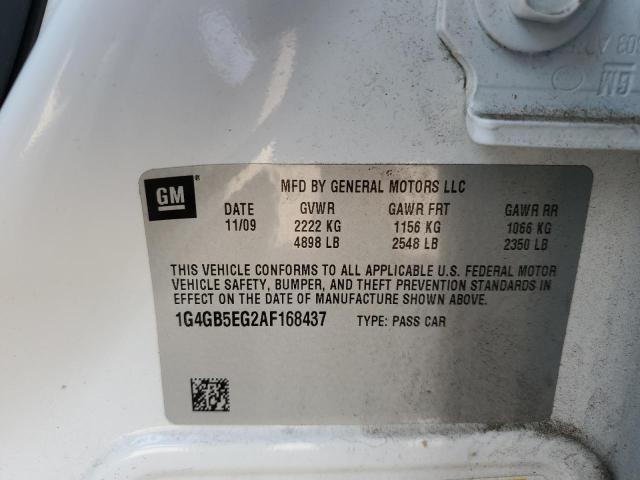 GM
GM
MFD BY GENERAL MOTORS LLC
DATE GVWR GAWR FRT GAWR RR
11/09 2222 KG 1156 KG 1066 KG
4898 LB 2548 LB 2350 LB
THIS VEHICLE CONFORMS TO ALL APPLICABLE U.S. FEDERAL MOTOR
VEHICLE SAFETY, BUMPER, AND THEFT PREVENTION STANDARDS
IN EFFECT ON THE DATE OF MANUFACTURE SHOWN ABOVE.
1G4GB5EG2AF168437 TYPE: PASS CAR